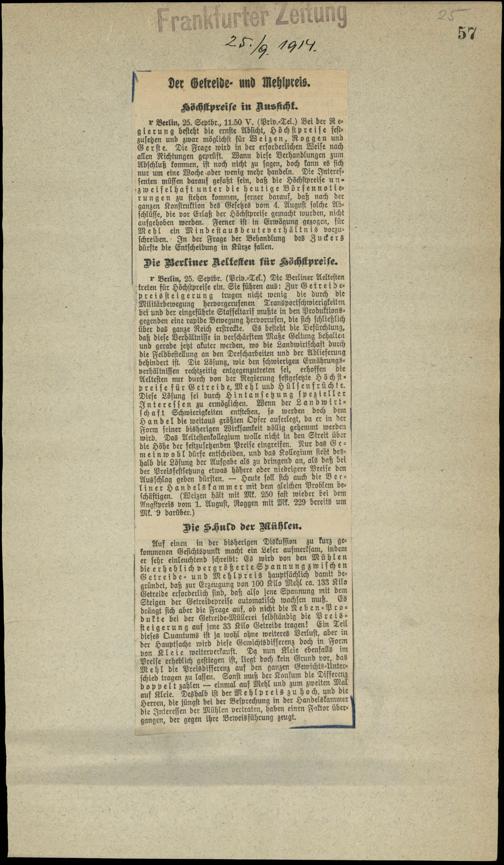 Frankfurter Zeitung
25
57
25./9. 1914.
Der Getreide- und Mehlpreis.
Höchstpreise in Aussicht.
r Berlin, 25. Septbr., 11.50 V. (Priv.-Tel.) Bei der Re-
gierung besteht die ernste Absicht, Höchstpreise fest-
zusetzen und zwar möglichst für Weizen, Roggen und
Gerste. Die Frage wird in der erforderlichen Weise nach
allen Richtungen geprüft. Wann diese Verhandlungen zum
Abschluß kommen, ist noch nicht zu sagen, doch kann es sich
nur um eine Woche oder wenig mehr handeln. Die Interes-
senten müssen darauf gefaßt sein, daß die Höchstpreise un-
zweifelhaft unter die heutige Börsennotie-
rungen zu stehen kommen, ferner darauf, daß nach der
ganzen Konstruktion des Gesetzes vom 4. August solche Ab-
schlüsse, die vor Erlaß der Höchstpreise gemacht wurden, nicht
aufgehoben werden. Ferner ist in Erwägung gezogen, für
Mehl ein Mindestausbeuteverhältnis vorzu-
schreiben. In der Frage der Behandlung des Zuckers
dürfte die Entscheidung in Kürze fallen.
Die Berliner Aeltesten für Höchstpreise.
r Berlin, 25. Septbr. (Priv.-Tel.) Die Berliner Aeltesten
treten für Höchstpreise ein. Sie führen aus: Zur Getreide-
preissteigerung trugen nicht wenig die durch die
Militärbewegung hervorgerufenen Transportschwierigkeiten
bei und der eingeführte Staffeltarif mußte in den Produktions-
gegenden eine rapide Bewegung hervorrufen, die sich schließlich
über das ganze Reich erstreckte. Es besteht die Befürchtung,
daß diese Verhältnisse in verschärftem Maße Geltung behalten
und gerade jetzt akuter werden, wo die Landwirtschaft durch
die Feldbestellung an den Drescharbeiten und der Ablieferung
behindert ist. Die Lösung, wie den schwierigen Ernährungs-
verhältnissen rechtzeitig entgegenzutreten sei, erhoffen die
Aeltesten nur durch von der Regierung festgesetzte Höchst-
preise für Getreide, Mehl und Hülsenfrüchte.
Diese Lösung sei durch Hintansetzung spezieller
Interessen zu ermöglichen. Wenn der Landwirt-
schaft Schwierigkeiten entstehen, so werden doch dem
Handel die weitaus größten Opfer auferlegt, da er in der
Form seiner bisherigen Wirksamkeit völlig gehemmt werden
wird. Das Aeltestenkollegium wolle nicht in den Streit über
die Höhe der festzusetzenden Preise eingreifen. Nur das Ge-
meinwohl dürfe entscheiden, und das Kollegium sieht des-
halb die Lösung der Aufgabe als zu dringend an, als daß bei
der Preisfestsetzung etwas höhere oder niedrigere Preise den
Ausschlag geben dürften. — Heute soll sich auch die Ber-
liner Handelskammer mit dem gleichen Problem be-
schäftigen. (Weizen hält mit Mk. 250 fast wieder bei dem
Angstpreis vom 1. August, Roggen mit Mk. 229 bereits um
Mk. 9 darüber.)
Die Schuld der Mühlen.
Auf einen in der bisherigen Diskussion zu kurz ge-
kommenen Gesichtspunkt macht ein Leser aufmerksam, indem
er sehr einleuchtend schreibt: Es wird von den Mühlen
die erheblich vergrößerte Spannung zwischen
Getreide- und Mehlpreis hauptsächlich damit be-
gründet, daß zur Erzeugung von 100 Kilo Mehl ca. 133 Kilo
Getreide erforderlich sind, daß also jene Spannung mit dem
Steigen der Getreidepreise automatisch wachsen muß. Es
drängt sich aber die Frage auf, ob nicht die Neben-Pro-
dukte bei der Getreide-Müllerei selbständig die Preis-
steigerung auf jene 33 Kilo Getreide tragen! Ein Teil
dieses Quantums ist ja wohl ohne weiteres Verlust, aber in
der Hauptsache wird diese Gewichtsdifferenz doch in Form
von Kleie weiterverkauft. Da nun Kleie ebenfalls im
Preise erheblich gestiegen ist, liegt doch kein Grund vor, das
Mehl die Preisdifferenz auf den ganzen Gewichts-Unter-
schied tragen zu lassen. Sonst muß der Konsum die Differenz
doppelt zahlen — einmal auf Mehl und zum zweiten Mal
auf Kleie. Deshalb ist der Mehlpreis zu hoch, und die
Herren, die jüngst bei der Besprechung in der Handelskammer
die Interessen der Mühlen vertraten, haben einen Faktor über-
gangen, der gegen ihre Beweisführung zeugt.